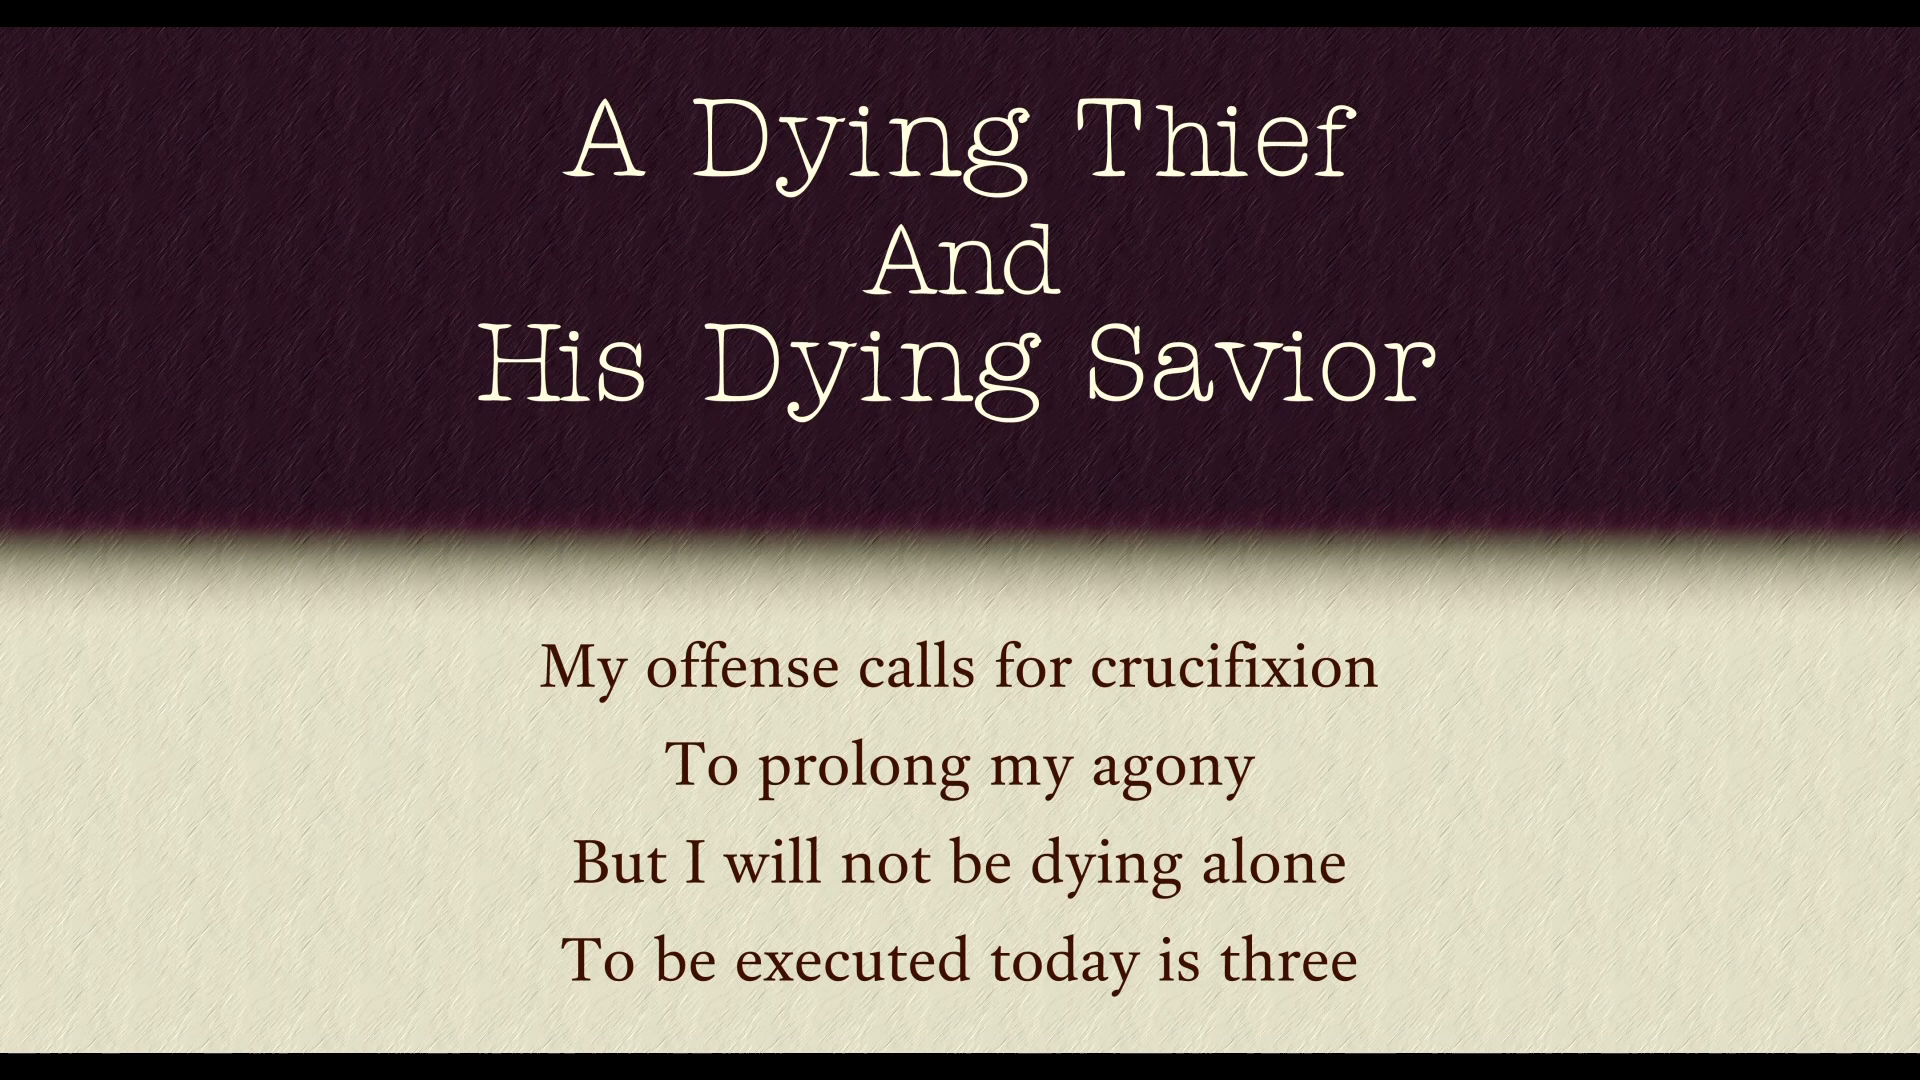 A Dying Thief
And
His Dying Savior
My offense calls for crucifixion
To prolong my agony
But I will not be dying alone
To be executed today is three